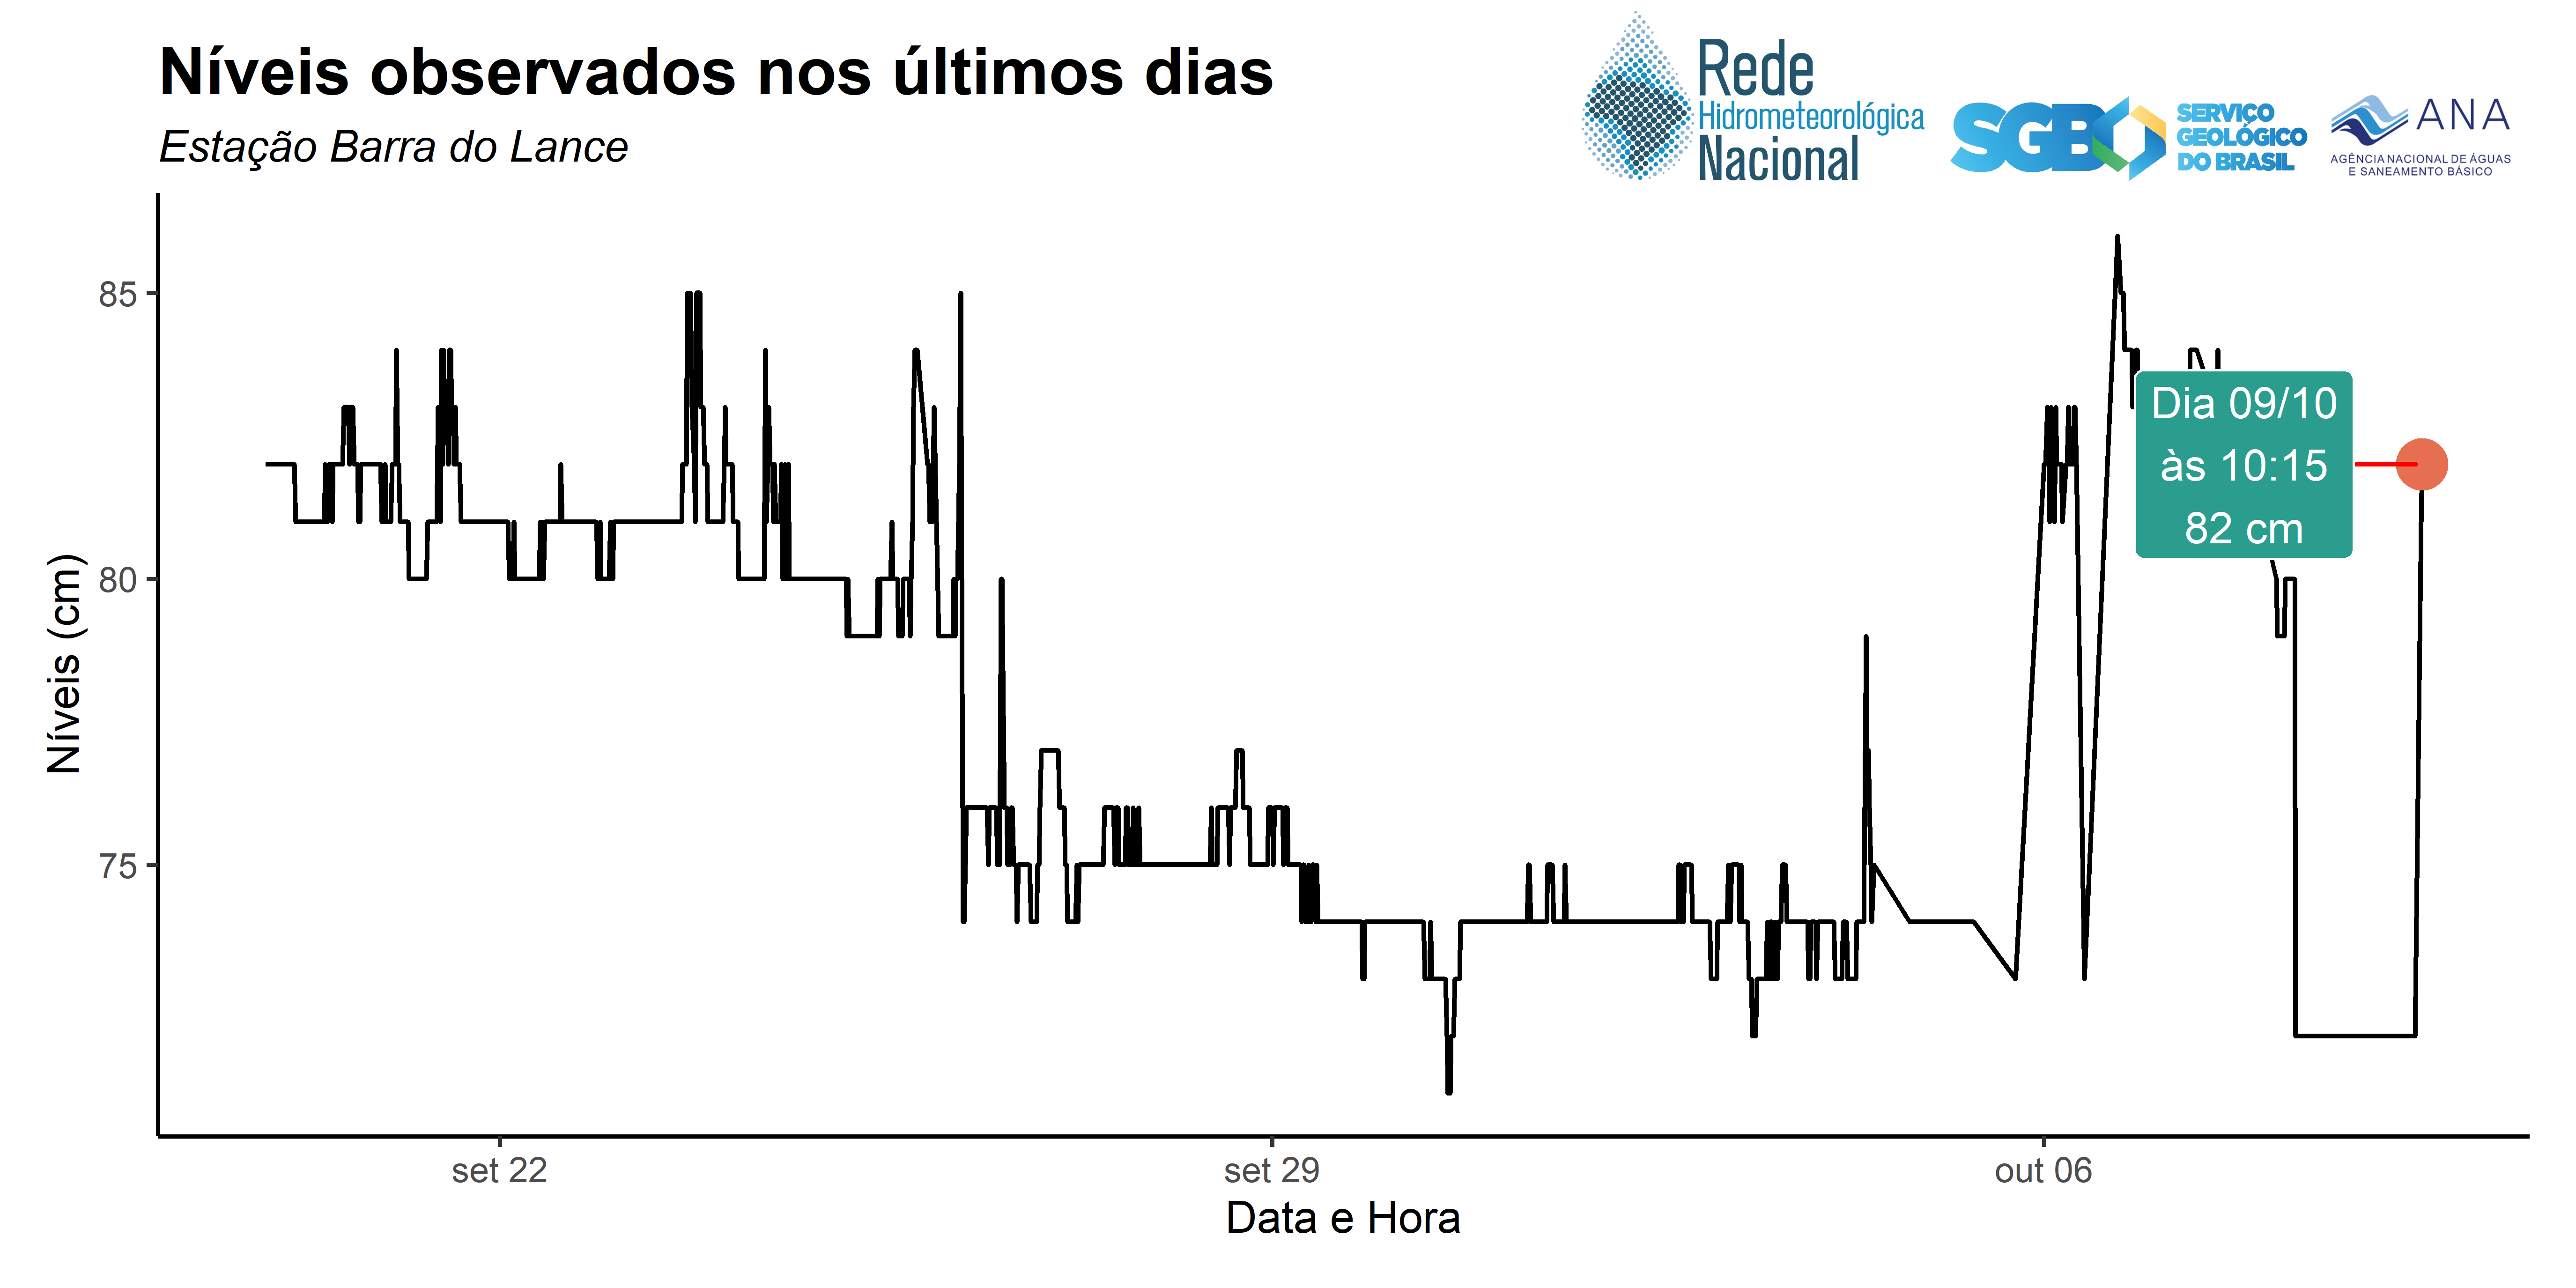 Níveis observados nos últimos dias
Estação Barra do Lance
Rede
Hidrometeorológica
Nacional
SGB
SERVIÇO
GEOLÓGICO
DO BRASIL
ANA
AGÊNCIA NACIONAL DE ÁGUAS
E SANEAMENTO BÁSICO
85
80
75
Níveis (cm)
Dia 09/10
às 10:15
82 cm
set 22
set 29
out 06
Data e Hora